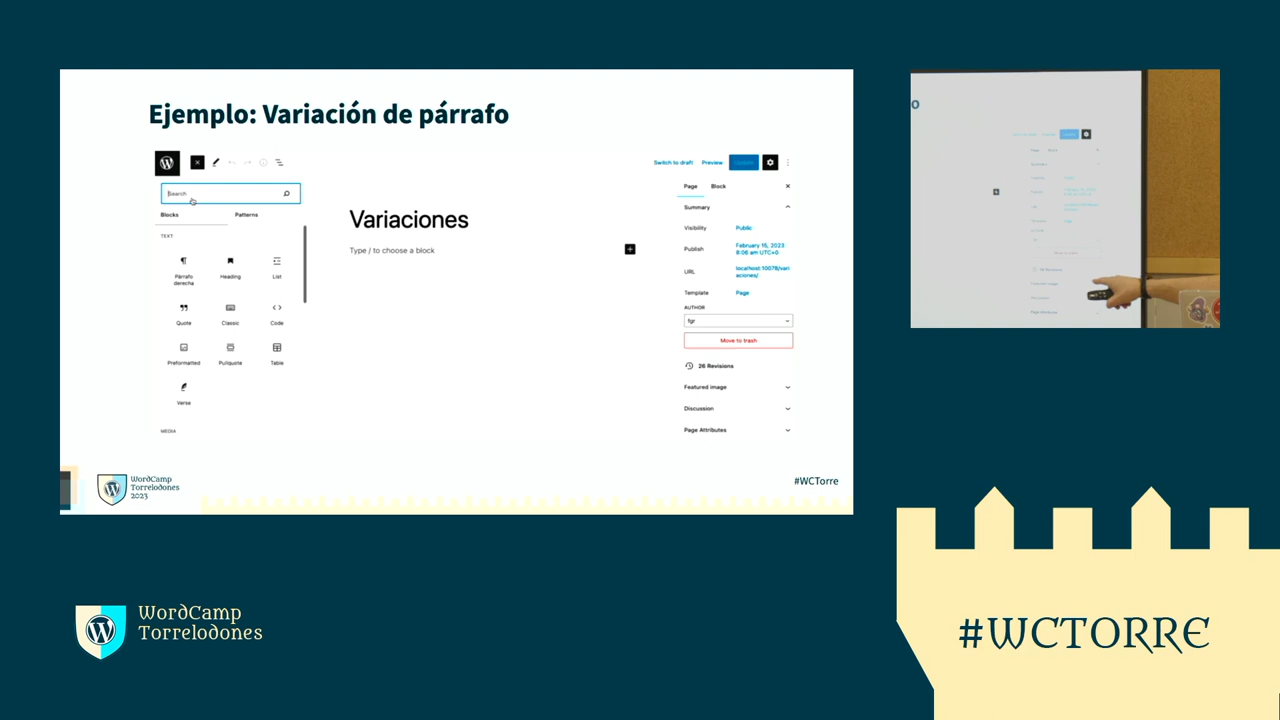 Ejemplo: Variación de párrafo
Switch to draft
Preview
Update
Search
Blocks
Patterns
TEXT
Párrafo
derecha
Heading
List
Quote
Classic
Code
Preformatted
Pullquote
Table
Verse
MEDIA
Variaciones
Type / to choose a block
Page
Block
Summary
Visibility
Public
Publish
February 15, 2023
8:06 am UTC+0
URL
localhost:10078/vari
aciones/
Template
Page
AUTHOR
fgr
Move to trash
26 Revisions
Featured image
Discussion
Page Attributes
WordCamp
Torrelodones
2023
#WCTorre
o
WordCamp
Torrelodones
#WCTORRE